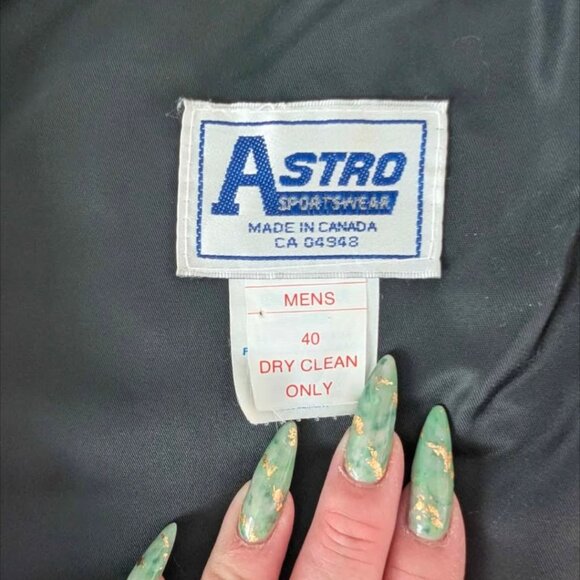 ASTRO
SPORTSWEAR
MADE IN CANADA
CA 04948
MENS
40
DRY CLEAN
ONLY